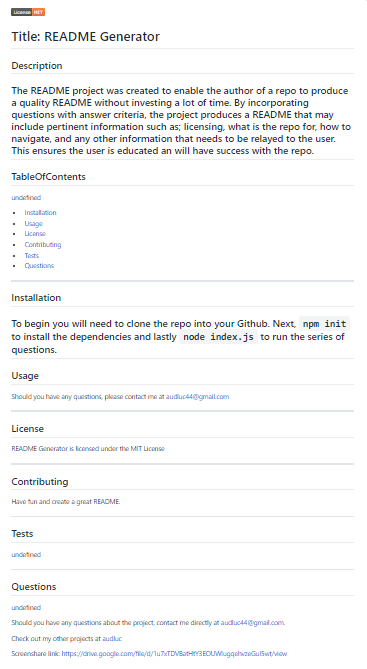 License MIT
Title: README Generator
Description
The README project was created to enable the author of a repo to produce
a quality README without investing a lot of time. By incorporating
questions with answer criteria, the project produces a README that may
include pertinent information such as; licensing, what is the repo for, how to
navigate, and any other information that needs to be relayed to the user.
This ensures the user is educated an will have success with the repo.
TableOfContents
undefined
• Installation
• Usage
• License
• Contributing
• Tests
• Questions
Installation
To begin you will need to clone the repo into your Github. Next, npm init
to install the dependencies and lastly node index.js to run the series of
questions.
Usage
Should you have any questions, please contact me at audluc44@gmail.com
License
README Generator is licensed under the MIT License
Contributing
Have fun and create a great README.
Tests
undefined
Questions
undefined
Should you have any questions about the project, contact me directly at audluc44@gmail.com.
Check out my other projects at audluc
Screenshare link: